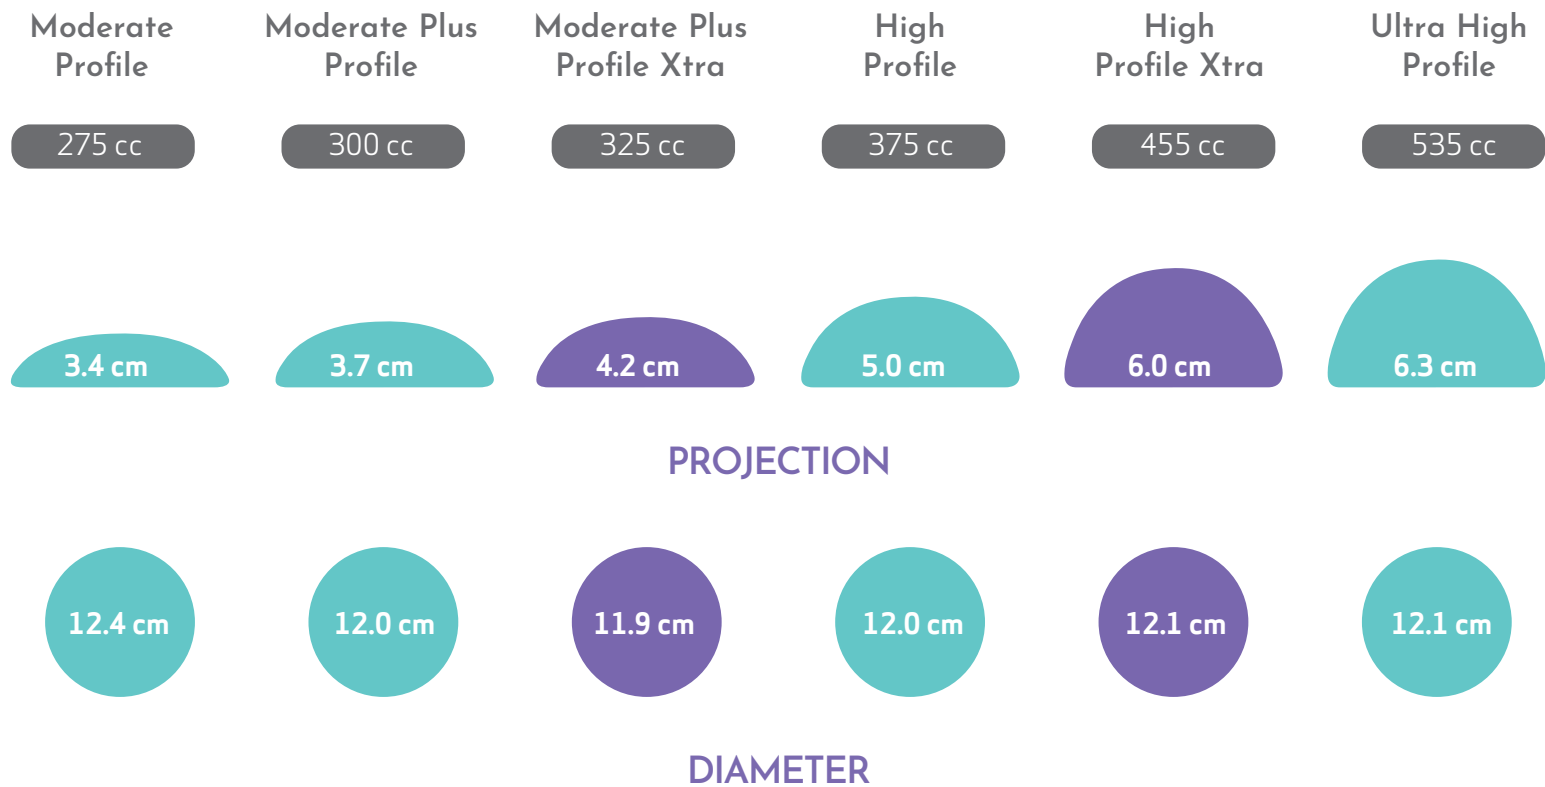 Moderate
Profile
Moderate Plus
Profile
Moderate Plus
Profile Xtra
High
Profile
High
Profile Xtra
Ultra High
Profile
275 cc
300 cc
325 cc
375 cc
455 cc
535 cc
3.4 cm
3.7 cm
4.2 cm
5.0 cm
6.0 cm
6.3 cm
PROJECTION
12.4 cm
12.0 cm
11.9 cm
12.0 cm
12.1 cm
12.1 cm
DIAMETER